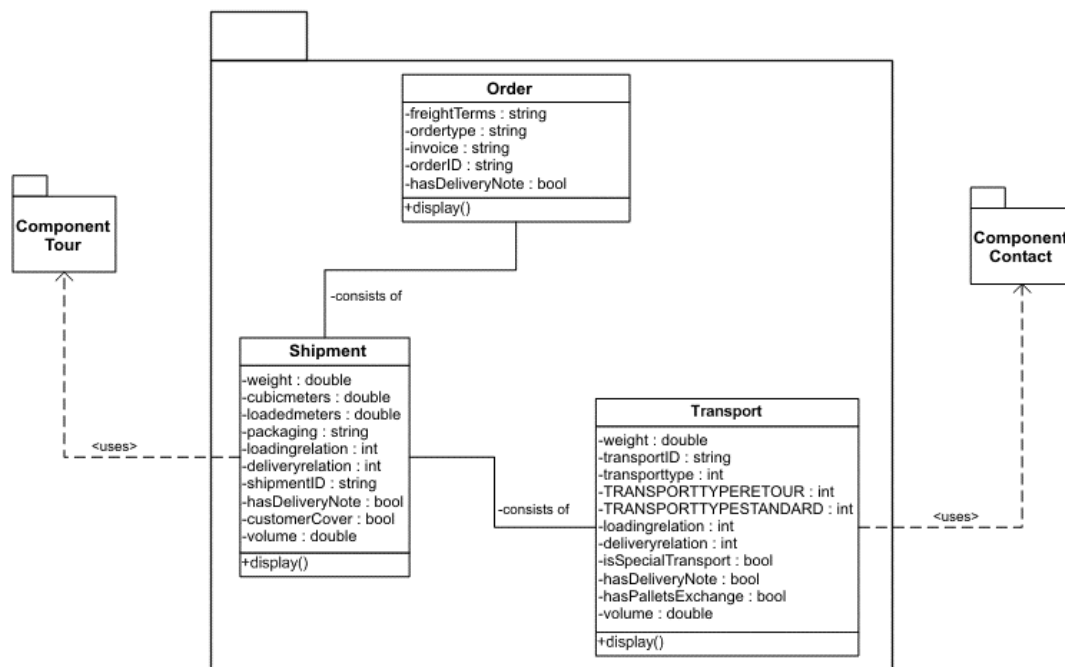 Order
-freightTerms : string
-ordertype : string
-invoice : string
-orderID : string
-hasDeliveryNote : bool
+display()
Component
Tour
Component
Contact
-consists of
Shipment
-weight : double
-cubicmeters : double
-loadedmeters : double
-packaging : string
-loadingrelation : int
-deliveryrelation : int
-shipmentID : string
-hasDeliveryNote : bool
-customerCover : bool
-volume : double
+display()
<uses>
-consists of
Transport
-weight : double
-transportID : string
-transporttype : int
-TRANSPORTTYPERETOUR : int
-TRANSPORTTYPESTANDARD : int
-loadingrelation : int
-deliveryrelation : int
-isSpecialTransport : bool
-hasDeliveryNote : bool
-hasPalletsExchange : bool
-volume : double
+display()
<uses>